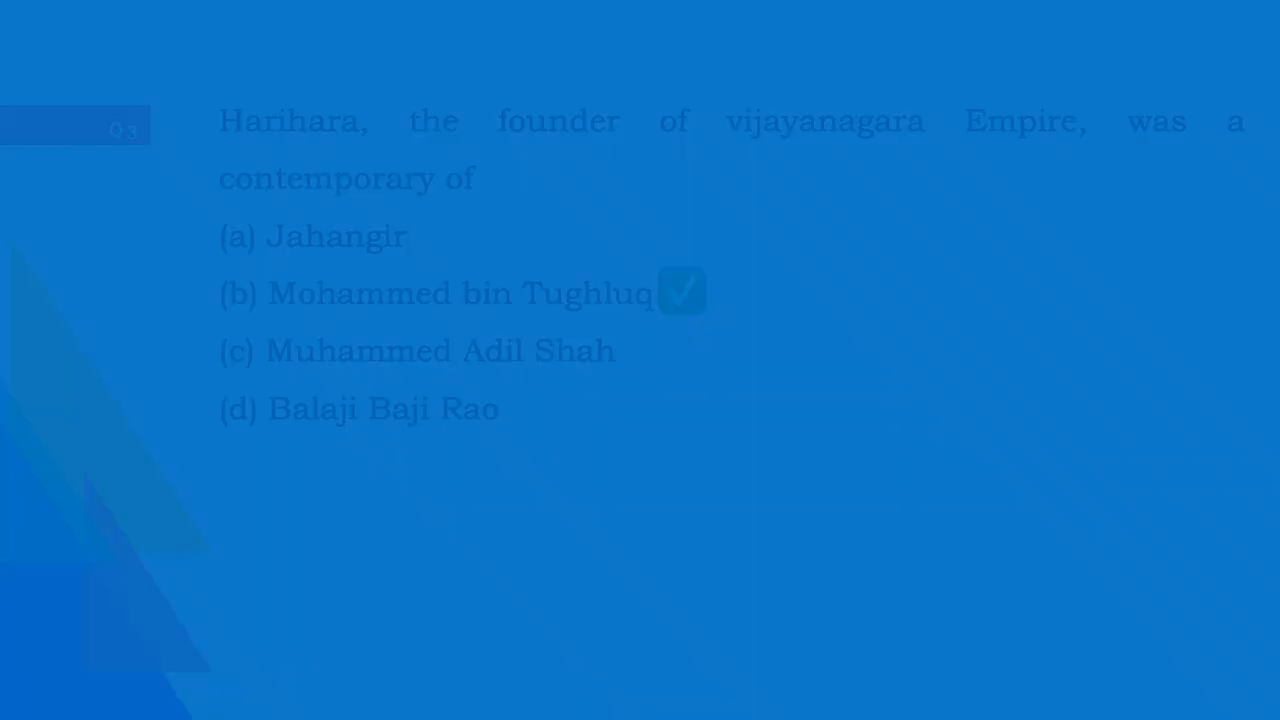 Q 3
Harihara, the founder of vijayanagara Empire, was a
contemporary of
(a) Jahangir
(b) Mohammed bin Tughluq ✅
(c) Muhammed Adil Shah
(d) Balaji Baji Rao